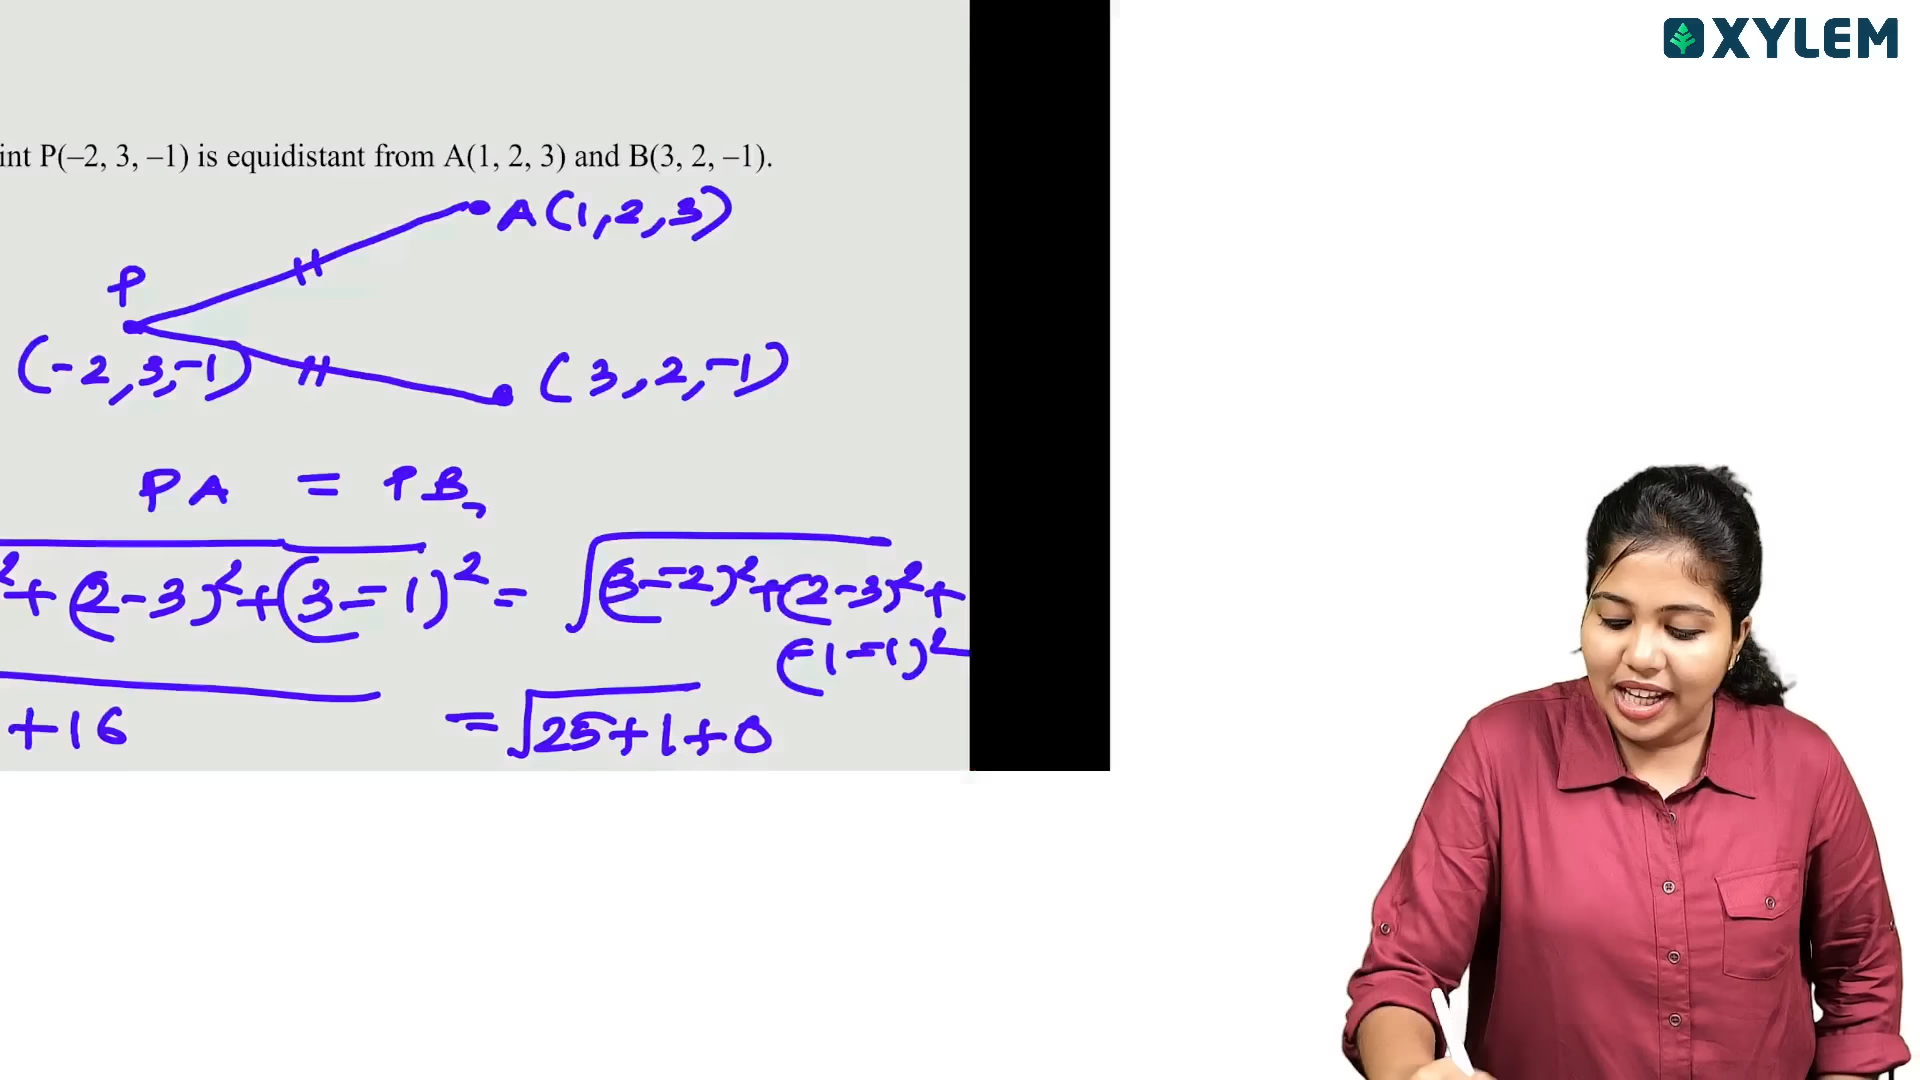 XYLEM
int P(–2, 3, –1) is equidistant from A(1, 2, 3) and B(3, 2, –1).
A(1,2,3)
P
(-2,3,-1)
(3,2,-1)
PA = PB,
²+(2-3)²+(3--1)² = √(3--2)²+(2-3)²+
(-1--1)²
+16 = √25+1+0